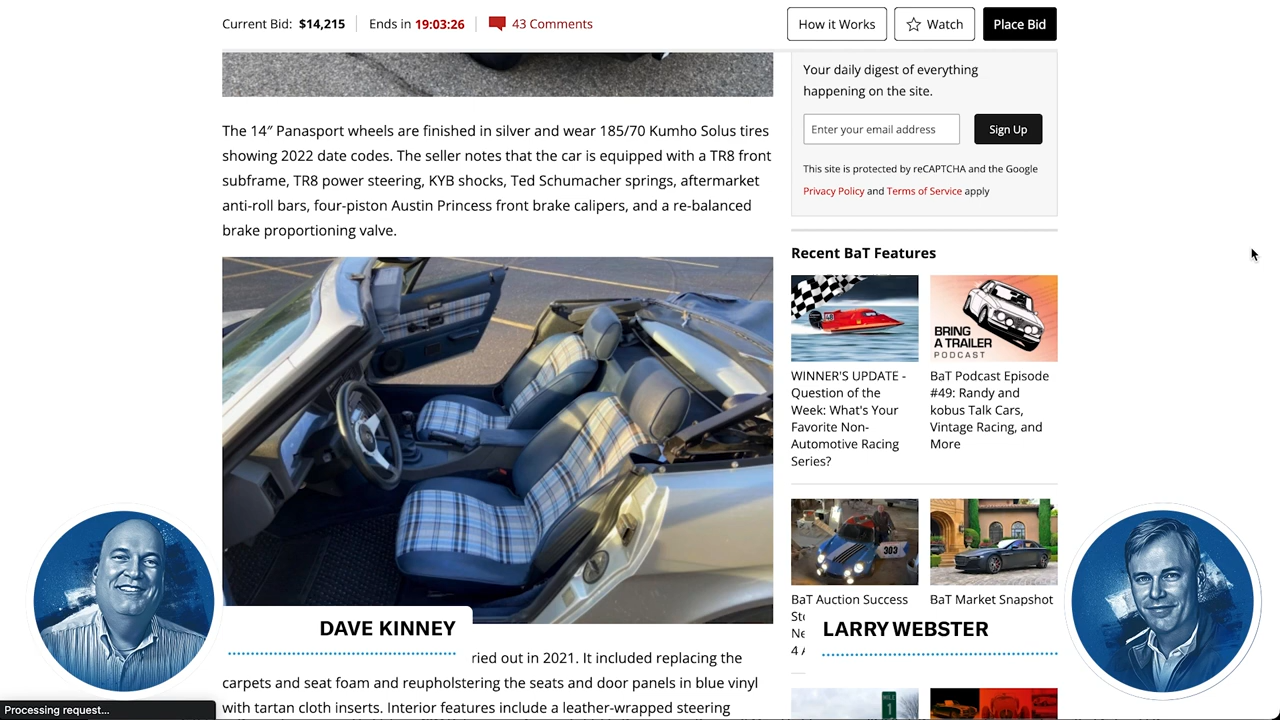 Current Bid: $14,215 Ends in 19:03:26 43 Comments How it Works Watch Place Bid
The 14″ Panasport wheels are finished in silver and wear 185/70 Kumho Solus tires
showing 2022 date codes. The seller notes that the car is equipped with a TR8 front
subframe, TR8 power steering, KYB shocks, Ted Schumacher springs, aftermarket
anti-roll bars, four-piston Austin Princess front brake calipers, and a re-balanced
brake proportioning valve.
ried out in 2021. It included replacing the
carpets and seat foam and reupholstering the seats and door panels in blue vinyl
with tartan cloth inserts. Interior features include a leather-wrapped steering
Your daily digest of everything
happening on the site.
Enter your email address Sign Up
This site is protected by reCAPTCHA and the Google
Privacy Policy and Terms of Service apply
Recent BaT Features
BRING
A TRAILER
PODCAST
WINNER'S UPDATE -
Question of the
Week: What's Your
Favorite Non-
Automotive Racing
Series?
BaT Podcast Episode
#49: Randy and
kobus Talk Cars,
Vintage Racing, and
More
303
BaT Auction Success
BaT Market Snapshot
DAVE KINNEY
LARRY WEBSTER
Processing request...